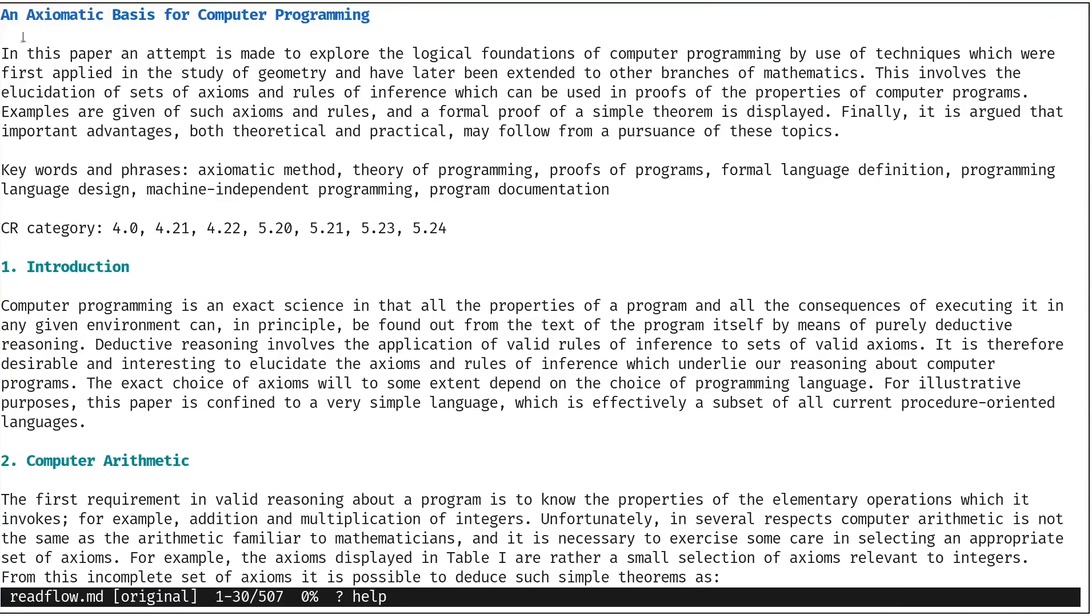 An Axiomatic Basis for Computer Programming
In this paper an attempt is made to explore the logical foundations of computer programming by use of techniques which were
first applied in the study of geometry and have later been extended to other branches of mathematics. This involves the
elucidation of sets of axioms and rules of inference which can be used in proofs of the properties of computer programs.
Examples are given of such axioms and rules, and a formal proof of a simple theorem is displayed. Finally, it is argued that
important advantages, both theoretical and practical, may follow from a pursuance of these topics.
Key words and phrases: axiomatic method, theory of programming, proofs of programs, formal language definition, programming
language design, machine-independent programming, program documentation
CR category: 4.0, 4.21, 4.22, 5.20, 5.21, 5.23, 5.24
1. Introduction
Computer programming is an exact science in that all the properties of a program and all the consequences of executing it in
any given environment can, in principle, be found out from the text of the program itself by means of purely deductive
reasoning. Deductive reasoning involves the application of valid rules of inference to sets of valid axioms. It is therefore
desirable and interesting to elucidate the axioms and rules of inference which underlie our reasoning about computer
programs. The exact choice of axioms will to some extent depend on the choice of programming language. For illustrative
purposes, this paper is confined to a very simple language, which is effectively a subset of all current procedure-oriented
languages.
2. Computer Arithmetic
The first requirement in valid reasoning about a program is to know the properties of the elementary operations which it
invokes; for example, addition and multiplication of integers. Unfortunately, in several respects computer arithmetic is not
the same as the arithmetic familiar to mathematicians, and it is necessary to exercise some care in selecting an appropriate
set of axioms. For example, the axioms displayed in Table I are rather a small selection of axioms relevant to integers.
From this incomplete set of axioms it is possible to deduce such simple theorems as:
readflow.md [original] 1-30/507 0% ? help